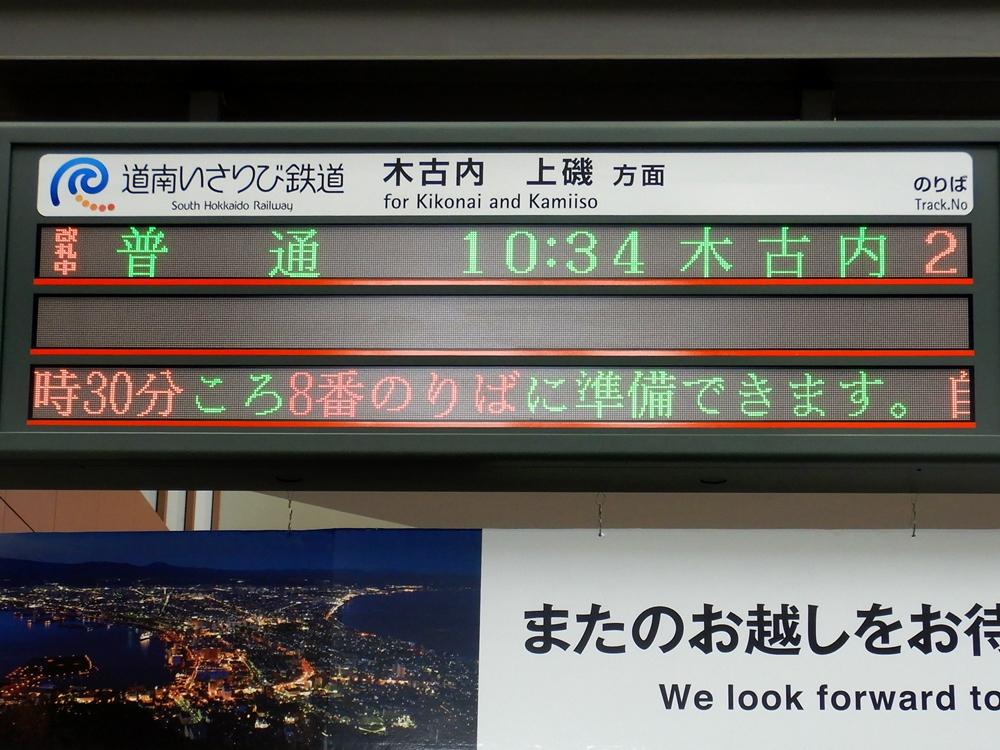 道南いさりび鉄道 木古内 上磯 方面 のりば
South Hokkaido Railway for Kikonai and Kamiiso Track.No
改札中 普通 10:34 木古内 2
時30分ころ8番のりばに準備できます。
またのお越しをお待
We look forward to